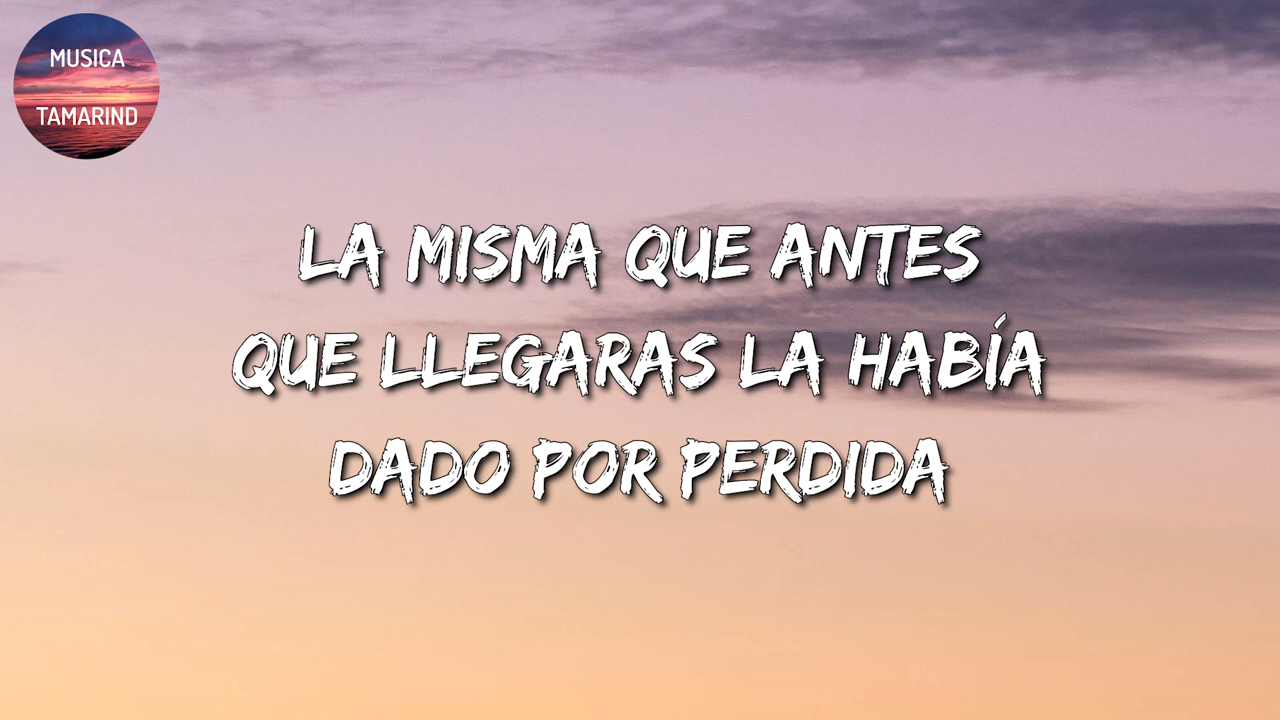 MUSICA
TAMARIND
LA MISMA QUE ANTES
QUE LLEGARAS LA HABÍA
DADO POR PERDIDA